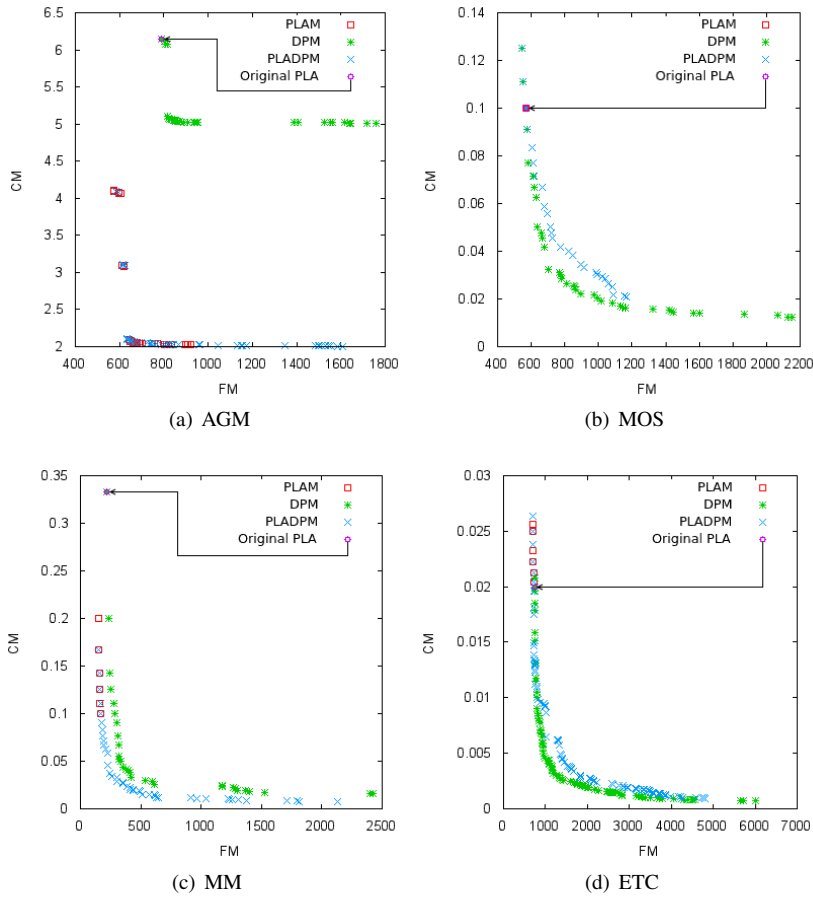 6.5
6
5.5
5
4.5
4
3.5
3
2.5
2
CM
400 600 800 1000 1200 1400 1600 1800
FM
PLAM
DPM
PLADPM
Original PLA
(a) AGM
0.14
0.12
0.1
0.08
0.06
0.04
0.02
0
CM
400 600 800 1000 1200 1400 1600 1800 2000 2200
FM
PLAM
DPM
PLADPM
Original PLA
(b) MOS
0.35
0.3
0.25
0.2
0.15
0.1
0.05
0
CM
0 500 1000 1500 2000 2500
FM
PLAM
DPM
PLADPM
Original PLA
(c) MM
0.03
0.025
0.02
0.015
0.01
0.005
0
CM
0 1000 2000 3000 4000 5000 6000 7000
FM
PLAM
DPM
PLADPM
Original PLA
(d) ETC